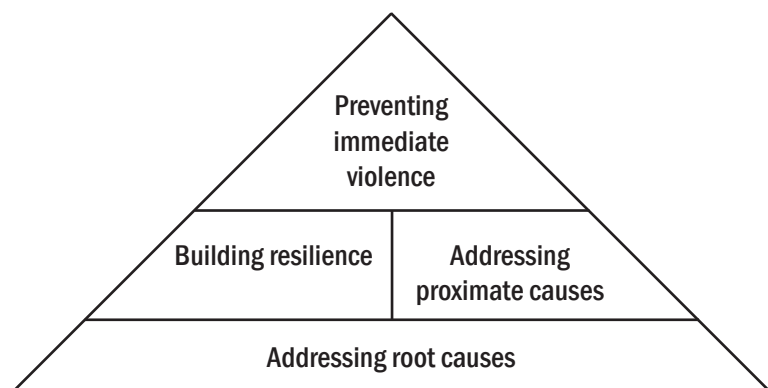 Preventing
immediate
violence
Building resilience
Addressing
proximate causes
Addressing root causes